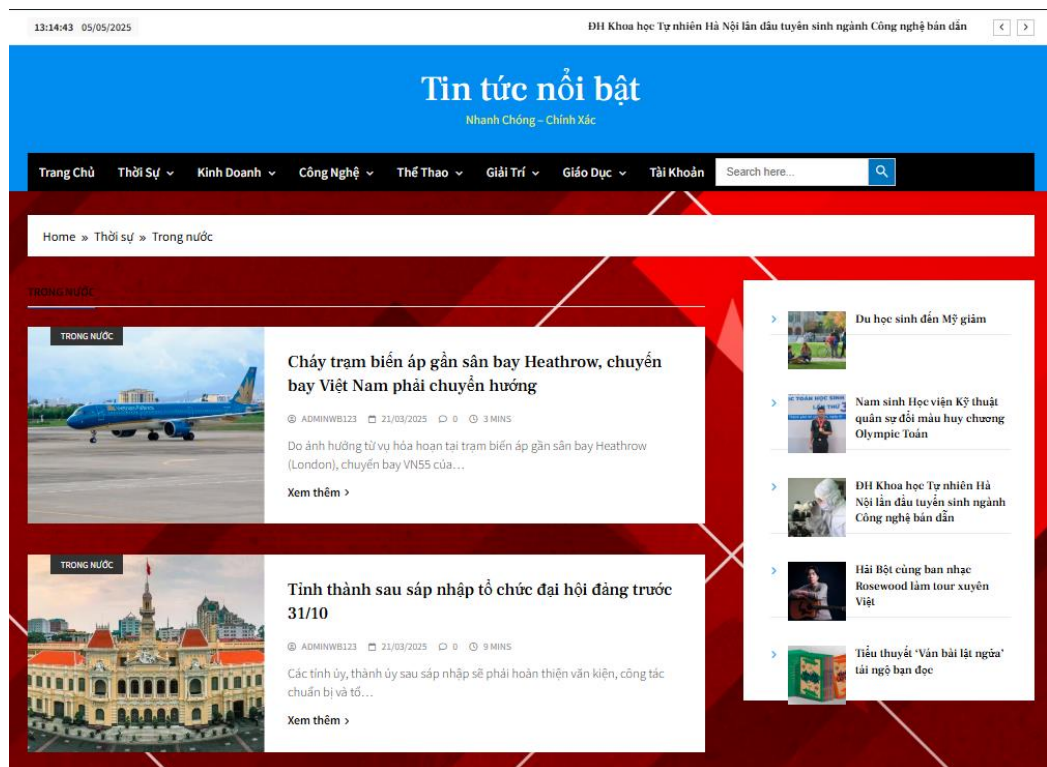 13:14:43 05/05/2025
ĐH Khoa học Tự nhiên Hà Nội lần đầu tuyển sinh ngành Công nghệ bán dẫn
Tin tức nổi bật
Nhanh Chóng – Chính Xác
Trang Chủ Thời Sự Kinh Doanh Công Nghệ Thể Thao Giải Trí Giáo Dục Tài Khoản Search here...
Home » Thời sự » Trong nước
TRONG NƯỚC
TRONG NƯỚC
Cháy trạm biến áp gần sân bay Heathrow, chuyến
bay Việt Nam phải chuyển hướng
ADMINWB123 21/03/2025 0 3 MINS
Do ảnh hưởng từ vụ hỏa hoạn tại trạm biến áp gần sân bay Heathrow
(London), chuyến bay VN55 của…
Xem thêm
TRONG NƯỚC
Tỉnh thành sau sáp nhập tổ chức đại hội đảng trước
31/10
ADMINWB123 21/03/2025 0 9 MINS
Các tỉnh ủy, thành ủy sau sáp nhập sẽ phải hoàn thiện văn kiện, công tác
chuẩn bị và tổ…
Xem thêm
Du học sinh đến Mỹ giảm
Nam sinh Học viện Kỹ thuật
quân sự đổi màu huy chương
Olympic Toán
ĐH Khoa học Tự nhiên Hà
Nội lần đầu tuyển sinh ngành
Công nghệ bán dẫn
Hải Bột cùng ban nhạc
Rosewood làm tour xuyên
Việt
Tiểu thuyết ‘Ván bài lật ngửa’
tái ngộ bạn đọc